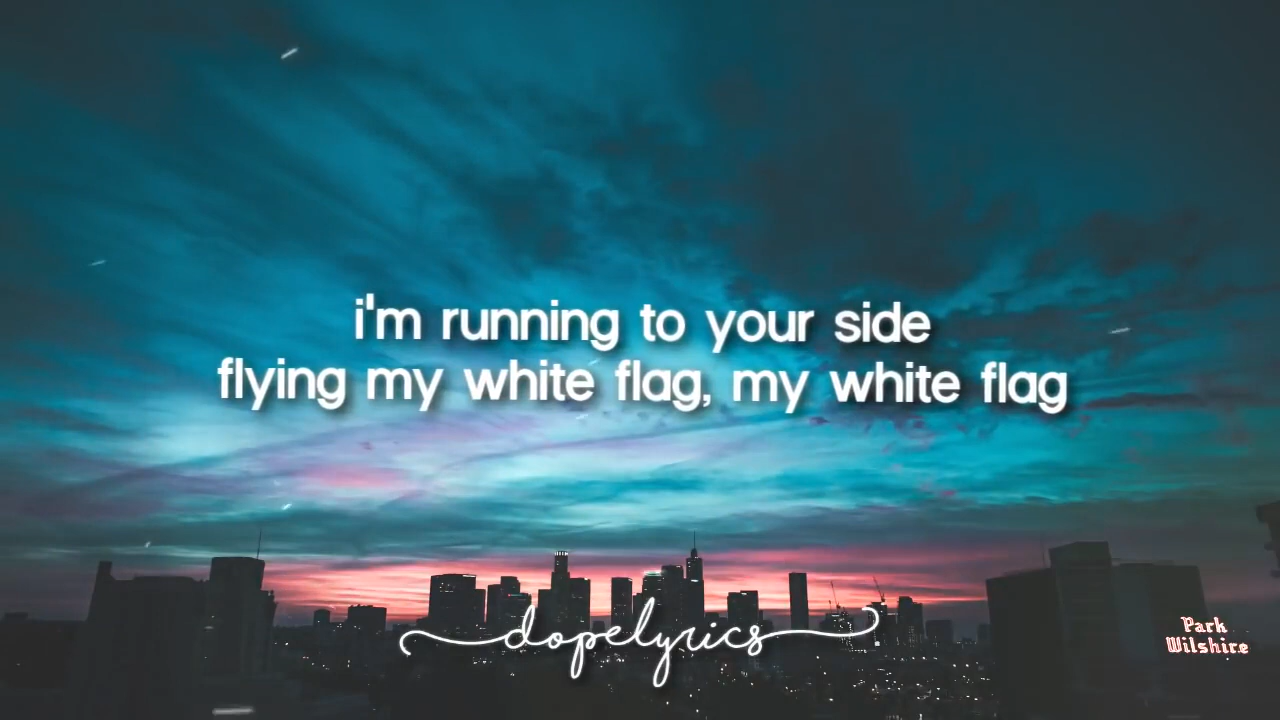 i'm running to your side
flying my white flag, my white flag
dopelyrics
Park
Wilshire